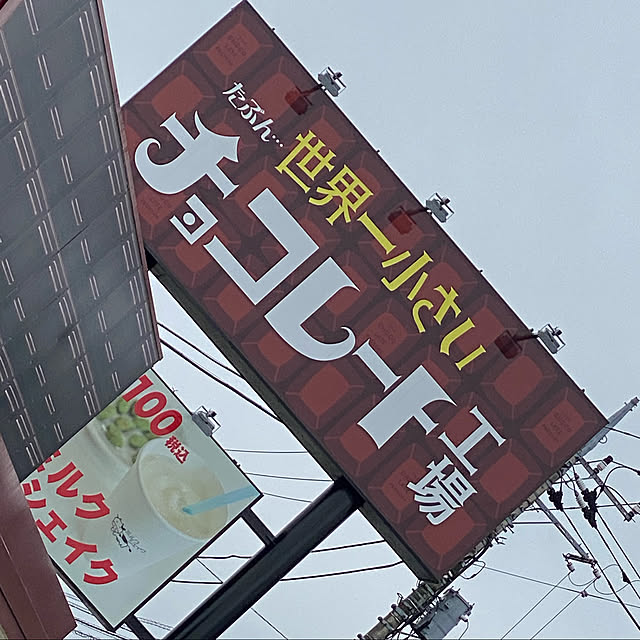 たぶん…
世界一小さい
チョコレート
工場
100
税込
ミルク
シェイク